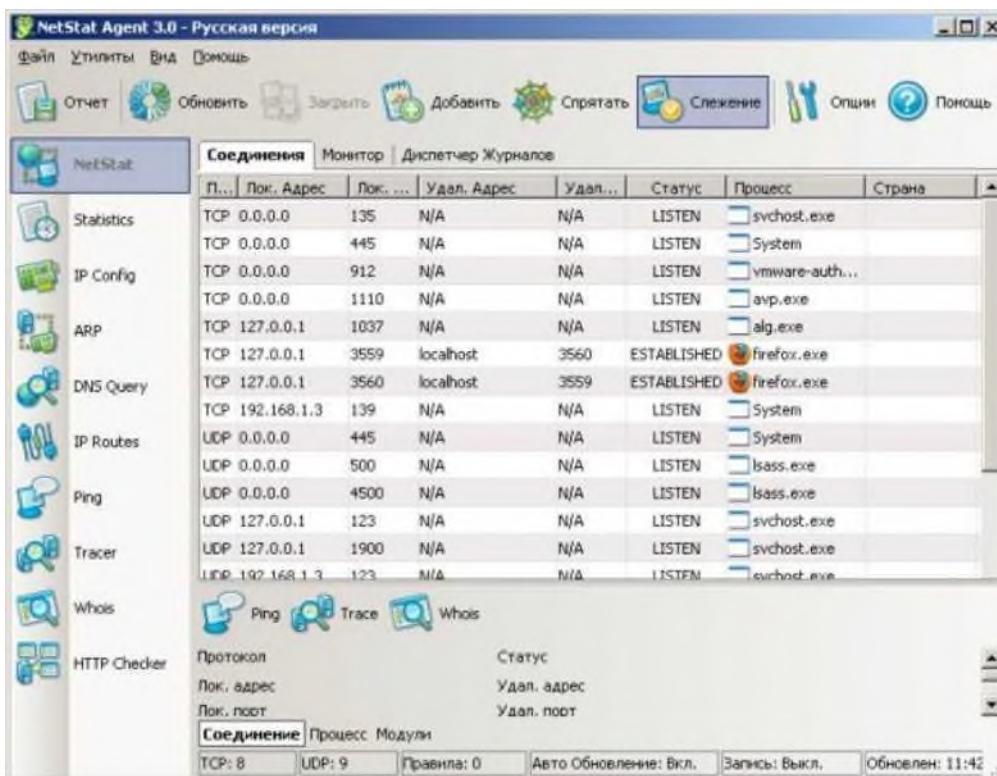 NetStat Agent 3.0 - Русская версия
Файл Утилиты Вид Помощь
Отчет Обновить Закрыть Добавить Спрятать Слежение Опции Помощь
NetStat
Statistics
IP Config
ARP
DNS Query
IP Routes
Ping
Tracer
Whois
HTTP Checker
Соединения Монитор Диспетчер Журналов
П... Лок. Адрес Лок. ... Удал. Адрес Удал... Статус Процесс Страна
TCP 0.0.0.0 135 N/A N/A LISTEN svchost.exe
TCP 0.0.0.0 445 N/A N/A LISTEN System
TCP 0.0.0.0 912 N/A N/A LISTEN vmware-auth...
TCP 0.0.0.0 1110 N/A N/A LISTEN avp.exe
TCP 127.0.0.1 1037 N/A N/A LISTEN alg.exe
TCP 127.0.0.1 3559 localhost 3560 ESTABLISHED firefox.exe
TCP 127.0.0.1 3560 localhost 3559 ESTABLISHED firefox.exe
TCP 192.168.1.3 139 N/A N/A LISTEN System
UDP 0.0.0.0 445 N/A N/A LISTEN System
UDP 0.0.0.0 500 N/A N/A LISTEN lsass.exe
UDP 0.0.0.0 4500 N/A N/A LISTEN lsass.exe
UDP 127.0.0.1 123 N/A N/A LISTEN svchost.exe
UDP 127.0.0.1 1900 N/A N/A LISTEN svchost.exe
UDP 192.168.1.3 123 N/A N/A LISTEN svchost.exe
Ping Trace Whois
Протокол Статус
Лок. адрес Удал. адрес
Лок. порт Удал. порт
Соединение Процесс Модули
TCP: 8 UDP: 9 Правила: 0 Авто Обновление: Вкл. Запись: Выкл. Обновлен: 11:42